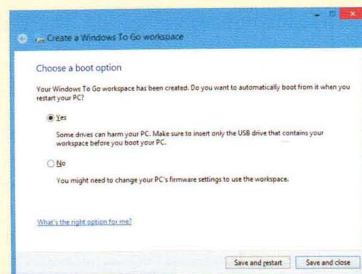 Create a Windows To Go workspace
Choose a boot option
Your Windows To Go workspace has been created. Do you want to automatically boot from it when you
restart your PC?
Yes
Some drives can harm your PC. Make sure to insert only the USB drive that contains your
workspace before you boot your PC.
No
You might need to change your PC's firmware settings to use the workspace.
What's the right option for me?
Save and restart
Save and close